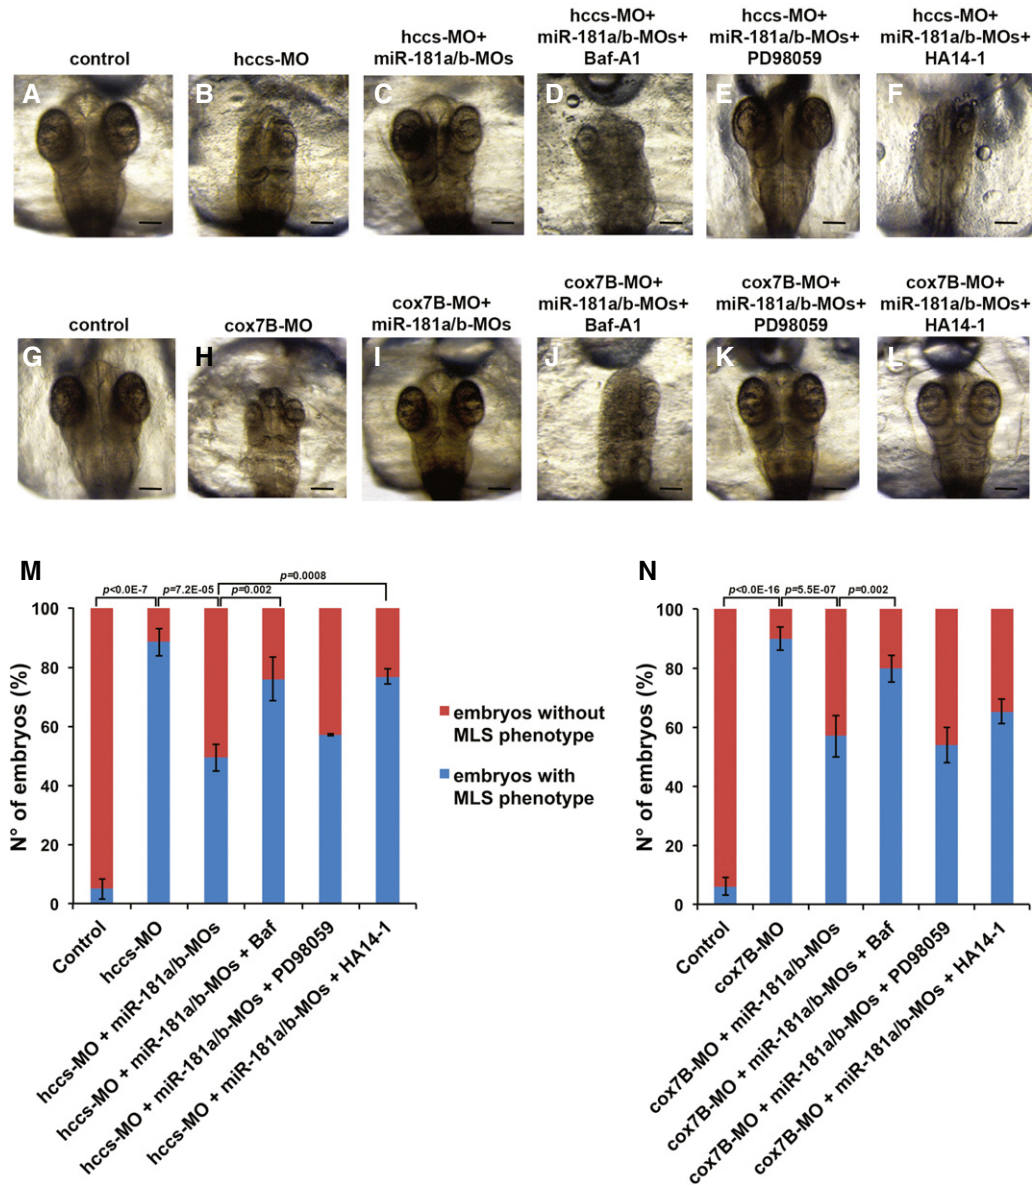 control
hccs-MO
hccs-MO+
miR-181a/b-MOs
hccs-MO+
miR-181a/b-MOs+
Baf-A1
hccs-MO+
miR-181a/b-MOs+
PD98059
hccs-MO+
miR-181a/b-MOs+
HA14-1
A
B
C
D
E
F
control
cox7B-MO
cox7B-MO+
miR-181a/b-MOs
cox7B-MO+
miR-181a/b-MOs+
Baf-A1
cox7B-MO+
miR-181a/b-MOs+
PD98059
cox7B-MO+
miR-181a/b-MOs+
HA14-1
G
H
I
J
K
L
M
p<0.0E-7
p=7.2E-05
p=0.002
p=0.0008
N° of embryos (%)
100
80
60
40
20
0
Control
hccs-MO
hccs-MO + miR-181a/b-MOs
hccs-MO + miR-181a/b-MOs + Baf
hccs-MO + miR-181a/b-MOs + PD98059
hccs-MO + miR-181a/b-MOs + HA14-1
embryos without
MLS phenotype
embryos with
MLS phenotype
N
p<0.0E-16
p=5.5E-07
p=0.002
N° of embryos (%)
100
80
60
40
20
0
Control
cox7B-MO
cox7B-MO + miR-181a/b-MOs
cox7B-MO + miR-181a/b-MOs + Baf
cox7B-MO + miR-181a/b-MOs + PD98059
cox7B-MO + miR-181a/b-MOs + HA14-1